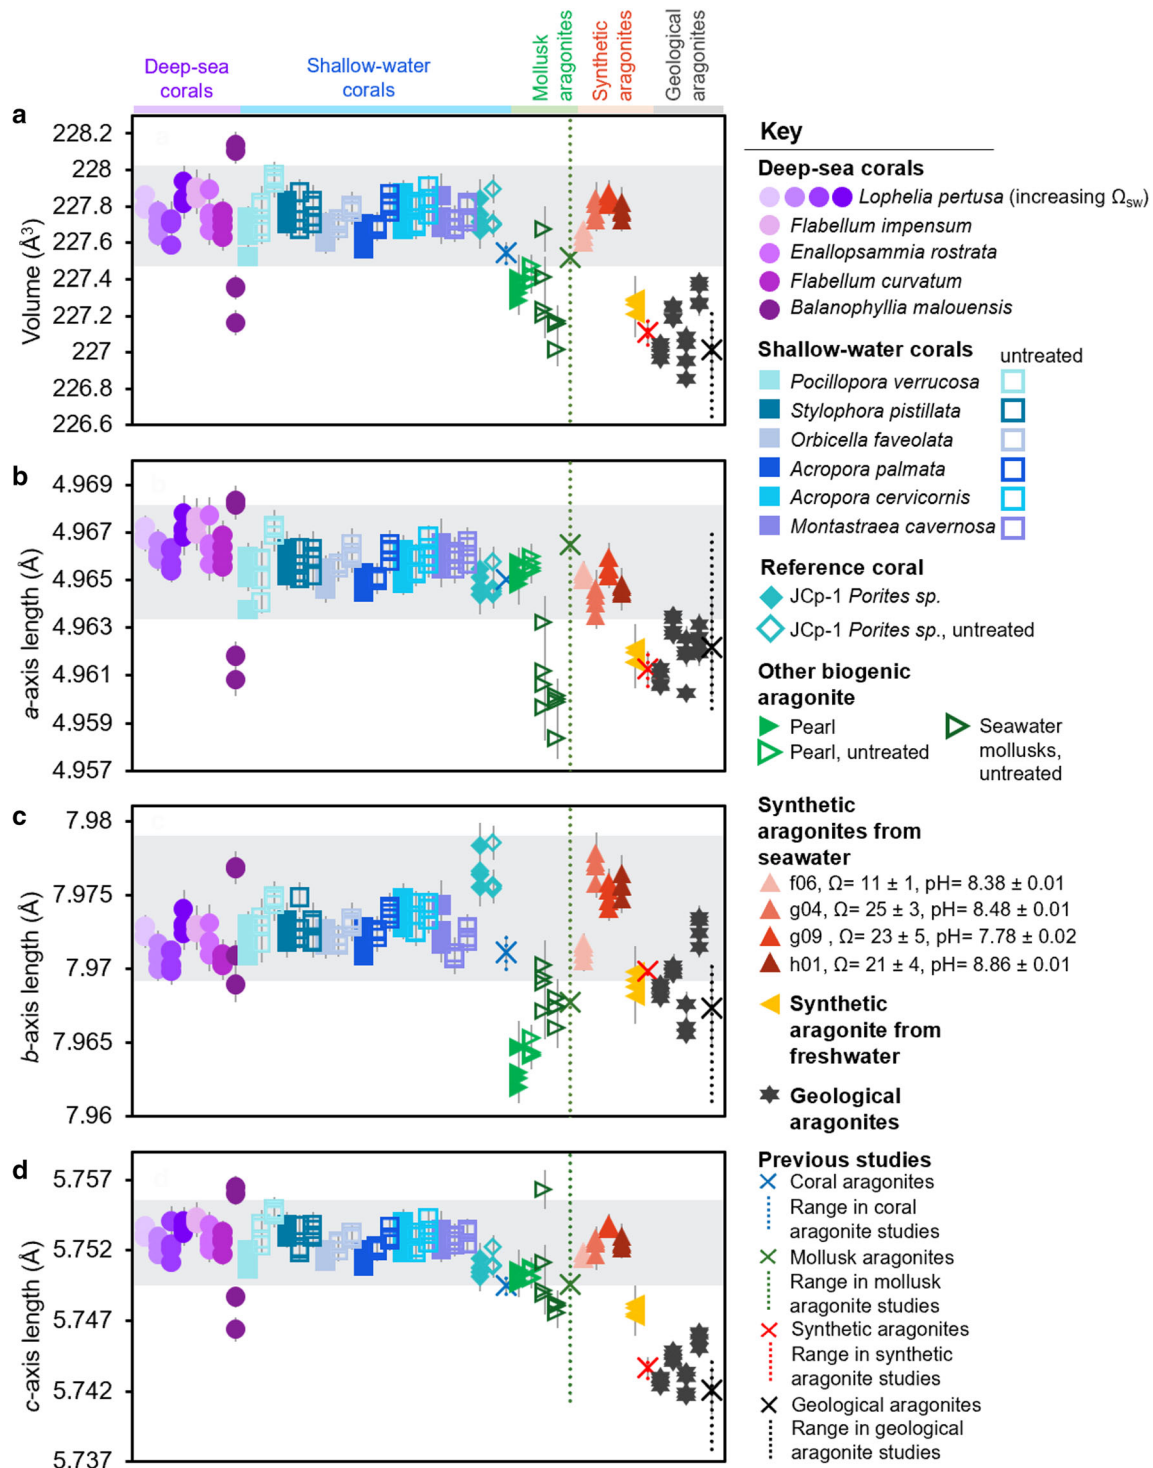 Deep-sea
corals
Shallow-water
corals
Mollusk
aragonites
Synthetic
aragonites
Geological
aragonites
a
228.2
228
227.8
227.6
227.4
227.2
227
226.8
226.6
Volume (Å³)
b
4.969
4.967
4.965
4.963
4.961
4.959
4.957
a-axis length (Å)
c
7.98
7.975
7.97
7.965
7.96
b-axis length (Å)
d
5.757
5.752
5.747
5.742
5.737
c-axis length (Å)
Key
Deep-sea corals
Lophelia pertusa (increasing Ωsw)
Flabellum impensum
Enallopsammia rostrata
Flabellum curvatum
Balanophyllia malouensis
Shallow-water corals
untreated
Pocillopora verrucosa
Stylophora pistillata
Orbicella faveolata
Acropora palmata
Acropora cervicornis
Montastraea cavernosa
Reference coral
JCp-1 Porites sp.
JCp-1 Porites sp., untreated
Other biogenic
aragonite
Pearl
Pearl, untreated
Seawater
mollusks,
untreated
Synthetic
aragonites from
seawater
f06, Ω= 11 ± 1, pH= 8.38 ± 0.01
g04, Ω= 25 ± 3, pH= 8.48 ± 0.01
g09 , Ω= 23 ± 5, pH= 7.78 ± 0.02
h01, Ω= 21 ± 4, pH= 8.86 ± 0.01
Synthetic
aragonite from
freshwater
Geological
aragonites
Previous studies
Coral aragonites
Range in coral
aragonite studies
Mollusk aragonites
Range in mollusk
aragonite studies
Synthetic aragonites
Range in synthetic
aragonite studies
Geological aragonites
Range in geological
aragonite studies